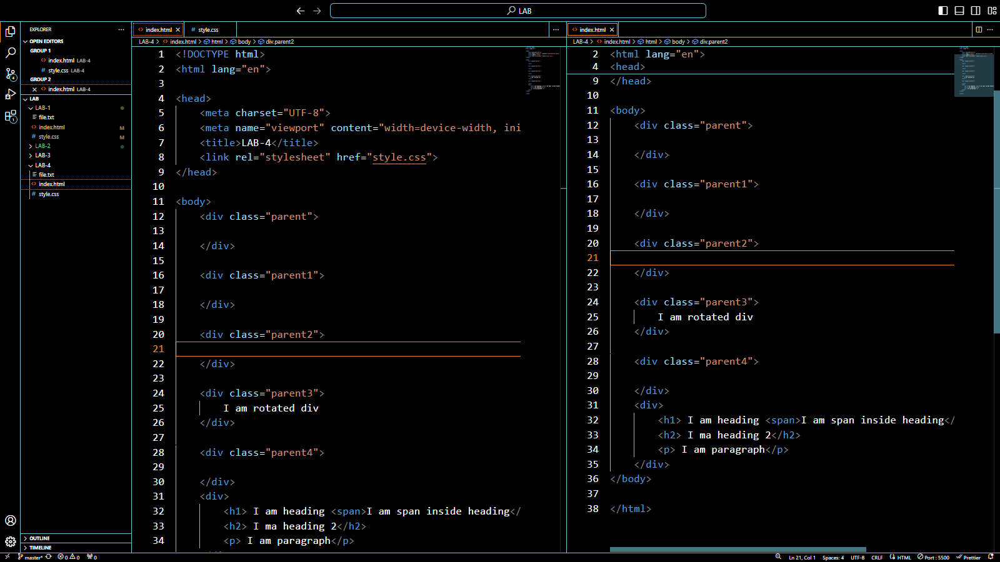 LAB
EXPLORER
OPEN EDITORS
GROUP 1
index.html LAB-4
style.css LAB-4
GROUP 2
index.html LAB-4
LAB
LAB-1
file.txt
index.html M
style.css M
LAB-2
LAB-3
LAB-4
file.txt
index.html
style.css
OUTLINE
TIMELINE
4
1
index.html
style.css
LAB-4 > index.html > html > body > div.parent2
1 <!DOCTYPE html>
2 <html lang="en">
3
4 <head>
5 <meta charset="UTF-8">
6 <meta name="viewport" content="width=device-width, ini
7 <title>LAB-4</title>
8 <link rel="stylesheet" href="style.css">
9 </head>
10
11 <body>
12 <div class="parent">
13
14 </div>
15
16 <div class="parent1">
17
18 </div>
19
20 <div class="parent2">
21
22 </div>
23
24 <div class="parent3">
25 I am rotated div
26 </div>
27
28 <div class="parent4">
29
30 </div>
31 <div>
32 <h1> I am heading <span>I am span inside heading</
33 <h2> I ma heading 2</h2>
34 <p> I am paragraph</p>
index.html
LAB-4 > index.html > html > body > div.parent2
2 <html lang="en">
4 <head>
9 </head>
10
11 <body>
12 <div class="parent">
13
14 </div>
15
16 <div class="parent1">
17
18 </div>
19
20 <div class="parent2">
21
22 </div>
23
24 <div class="parent3">
25 I am rotated div
26 </div>
27
28 <div class="parent4">
29
30 </div>
31 <div>
32 <h1> I am heading <span>I am span inside heading</
33 <h2> I ma heading 2</h2>
34 <p> I am paragraph</p>
35 </div>
36 </body>
37
38 </html>
master* 0 0 0
Ln 21, Col 1 Spaces: 4 UTF-8 CRLF HTML Port : 5500 Prettier